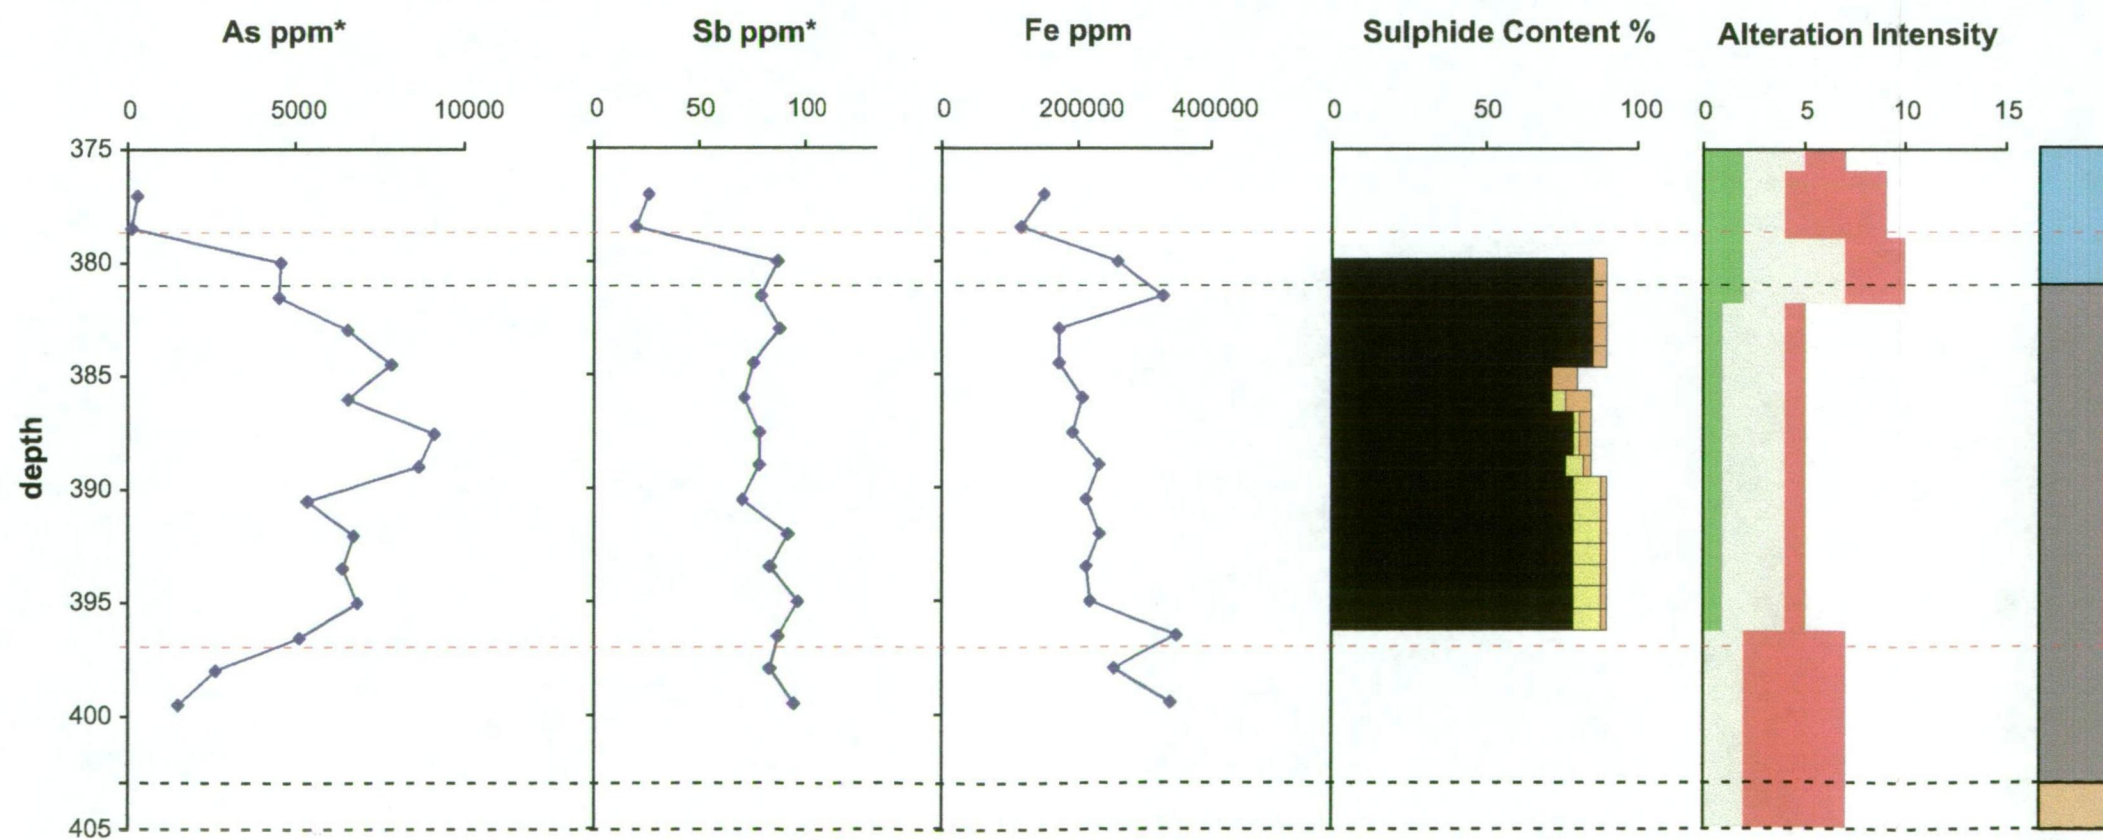 As ppm*
Sb ppm*
Fe ppm
Sulphide Content %
Alteration Intensity
0 5000 10000
0 50 100
0 200000 400000
0 50 100
0 5 10 15
375
380
385
390
395
400
405
depth